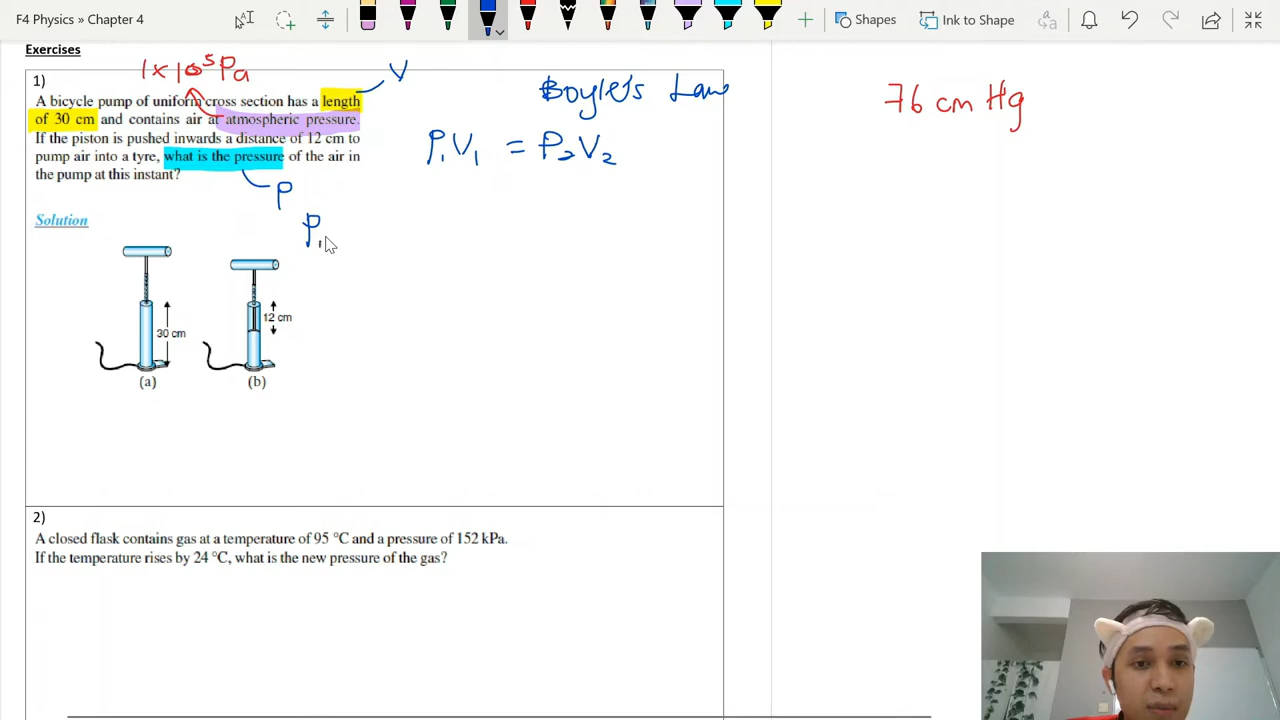 F4 Physics » Chapter 4
Shapes
Ink to Shape
Exercises
1)
1 x 10⁵ Pa
A bicycle pump of uniform cross section has a length
of 30 cm and contains air at atmospheric pressure.
If the piston is pushed inwards a distance of 12 cm to
pump air into a tyre, what is the pressure of the air in
the pump at this instant?
V
P
P₁
Boyle's Law
P₁V₁ = P₂V₂
76 cm Hg
Solution
30 cm
12 cm
(a)
(b)
2)
A closed flask contains gas at a temperature of 95 °C and a pressure of 152 kPa.
If the temperature rises by 24 °C, what is the new pressure of the gas?